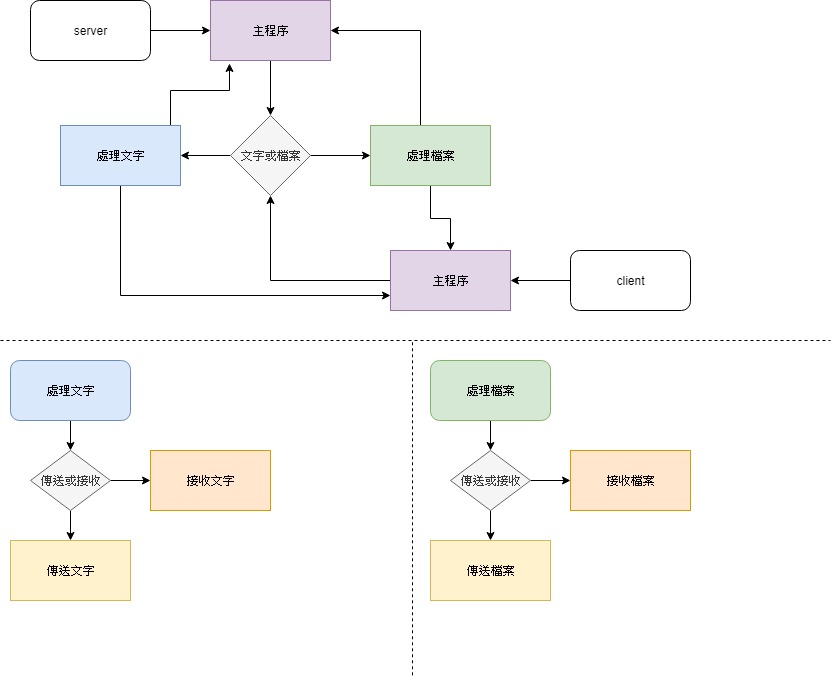 server
主程序
處理文字
文字或檔案
處理檔案
主程序
client
處理文字
傳送或接收
接收文字
傳送文字
處理檔案
傳送或接收
接收檔案
傳送檔案